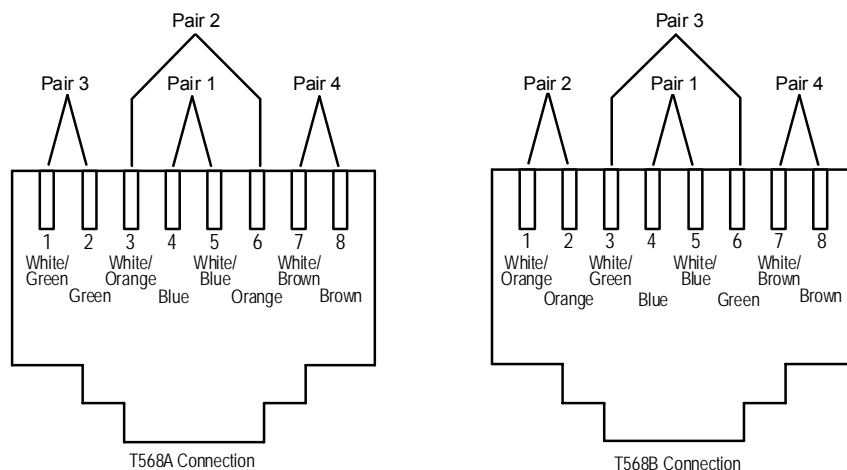 Pair 2
Pair 3 Pair 1 Pair 4
1 2 3 4 5 6 7 8
White/ White/ White/ White/
Green Orange Blue Brown
Green Blue Orange Brown
T568A Connection
Pair 3
Pair 2 Pair 1 Pair 4
1 2 3 4 5 6 7 8
White/ White/ White/ White/
Orange Green Blue Brown
Orange Blue Green Brown
T568B Connection